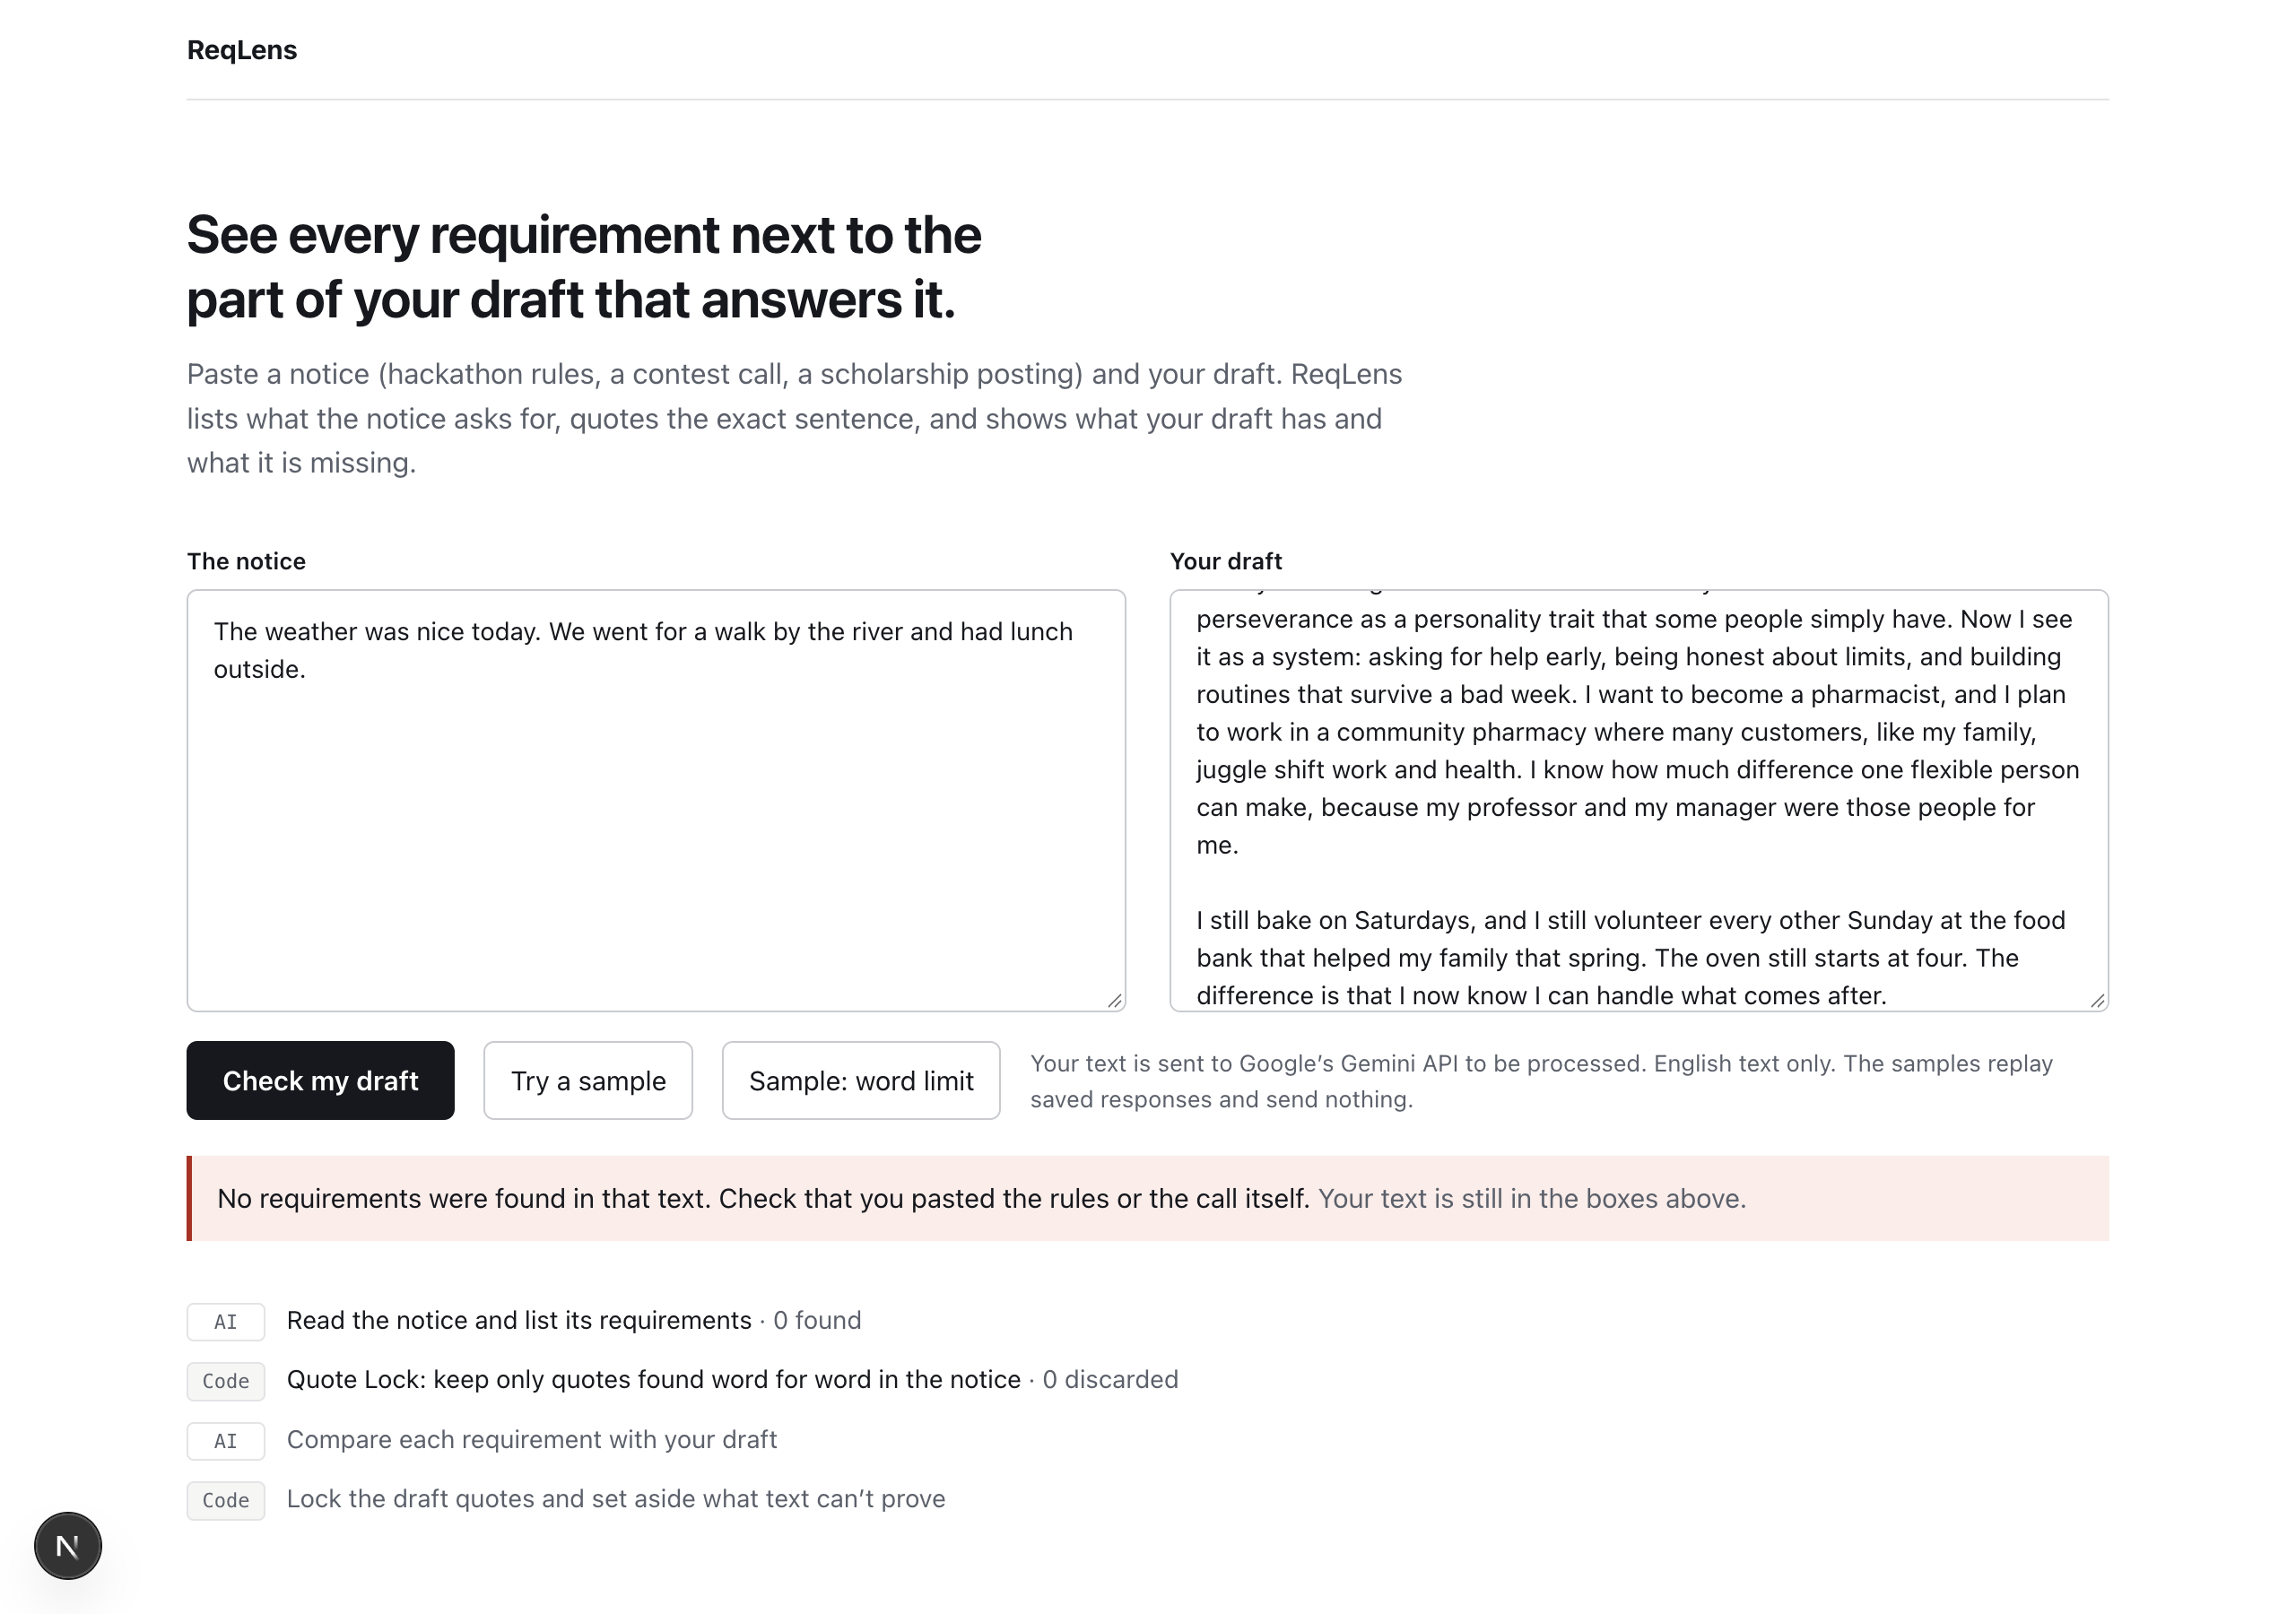 ReqLens
See every requirement next to the
part of your draft that answers it.
Paste a notice (hackathon rules, a contest call, a scholarship posting) and your draft. ReqLens
lists what the notice asks for, quotes the exact sentence, and shows what your draft has and
what it is missing.
The notice
The weather was nice today. We went for a walk by the river and had lunch
outside.
Your draft
perseverance as a personality trait that some people simply have. Now I see
it as a system: asking for help early, being honest about limits, and building
routines that survive a bad week. I want to become a pharmacist, and I plan
to work in a community pharmacy where many customers, like my family,
juggle shift work and health. I know how much difference one flexible person
can make, because my professor and my manager were those people for
me.
I still bake on Saturdays, and I still volunteer every other Sunday at the food
bank that helped my family that spring. The oven still starts at four. The
difference is that I now know I can handle what comes after.
Check my draft
Try a sample
Sample: word limit
Your text is sent to Google’s Gemini API to be processed. English text only. The samples replay
saved responses and send nothing.
No requirements were found in that text. Check that you pasted the rules or the call itself. Your text is still in the boxes above.
AI Read the notice and list its requirements · 0 found
Code Quote Lock: keep only quotes found word for word in the notice · 0 discarded
AI Compare each requirement with your draft
Code Lock the draft quotes and set aside what text can’t prove
N